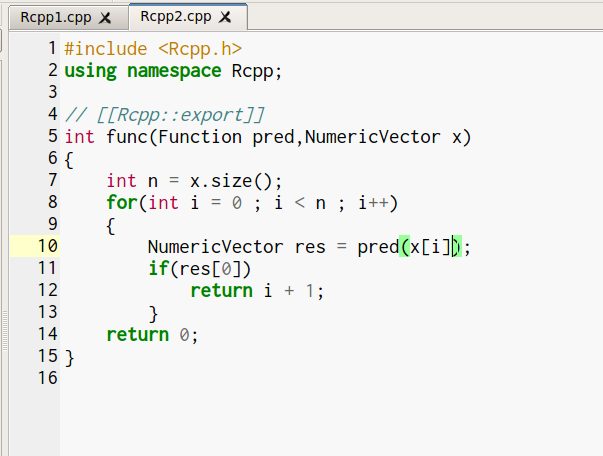 Rcpp1.cpp Rcpp2.cpp
1 #include <Rcpp.h>
2 using namespace Rcpp;
3
4 // [[Rcpp::export]]
5 int func(Function pred,NumericVector x)
6 {
7     int n = x.size();
8     for(int i = 0 ; i < n ; i++)
9     {
10         NumericVector res = pred(x[i]);
11         if(res[0])
12             return i + 1;
13         }
14     return 0;
15 }
16